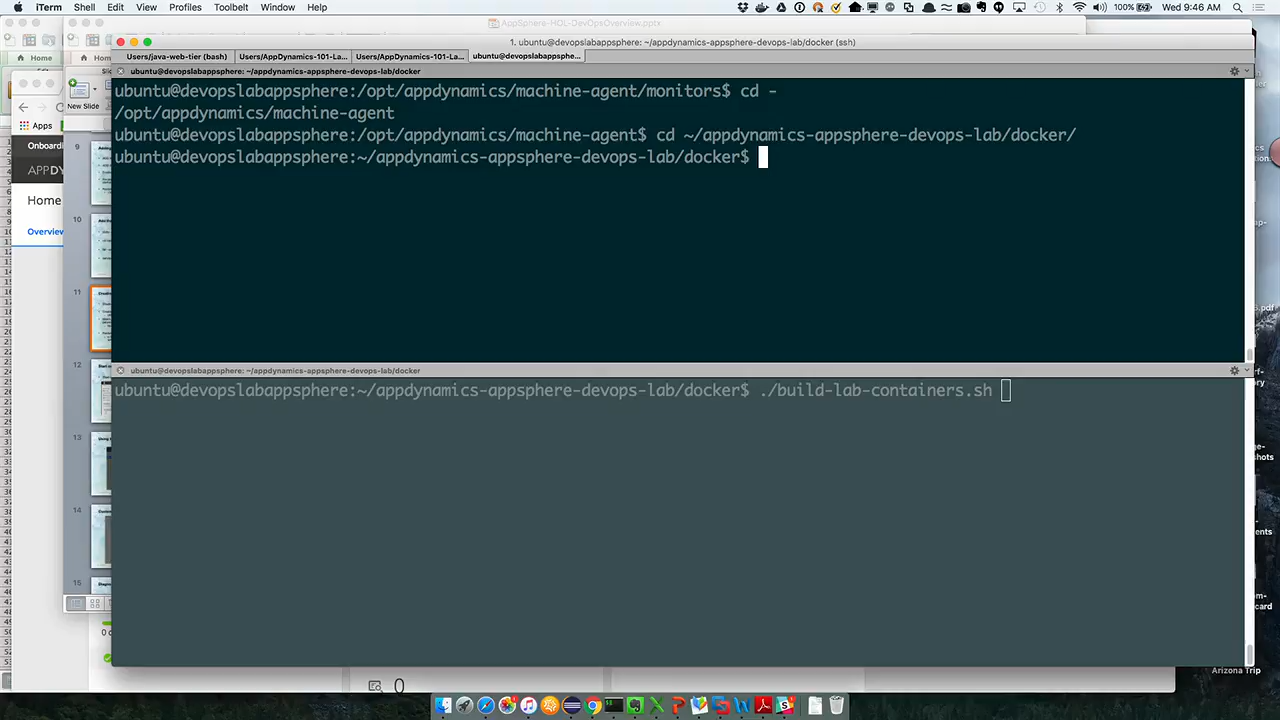 iTerm Shell Edit View Profiles Toolbelt Window Help 100% Wed 9:46 AM
AppSphere-HOL-DevOpsOverview.pptx
1. ubuntu@devopslabappsphere: ~/appdynamics-appsphere-devops-lab/docker (ssh)
Users/java-web-tier (bash) Users/AppDynamics-101-La... Users/AppDynamics-101-La... ubuntu@devopslabappsphe...
ubuntu@devopslabappsphere: ~/appdynamics-appsphere-devops-lab/docker
ubuntu@devopslabappsphere:/opt/appdynamics/machine-agent/monitors$ cd -
/opt/appdynamics/machine-agent
ubuntu@devopslabappsphere:/opt/appdynamics/machine-agent$ cd ~/appdynamics-appsphere-devops-lab/docker/
ubuntu@devopslabappsphere:~/appdynamics-appsphere-devops-lab/docker$
ubuntu@devopslabappsphere: ~/appdynamics-appsphere-devops-lab/docker
ubuntu@devopslabappsphere:~/appdynamics-appsphere-devops-lab/docker$ ./build-lab-containers.sh
Home
Home
New Slide
Apps
Onboard
APPDY
Home
Overview
9
10
11
12
13
14
15
0
Arizona Trip